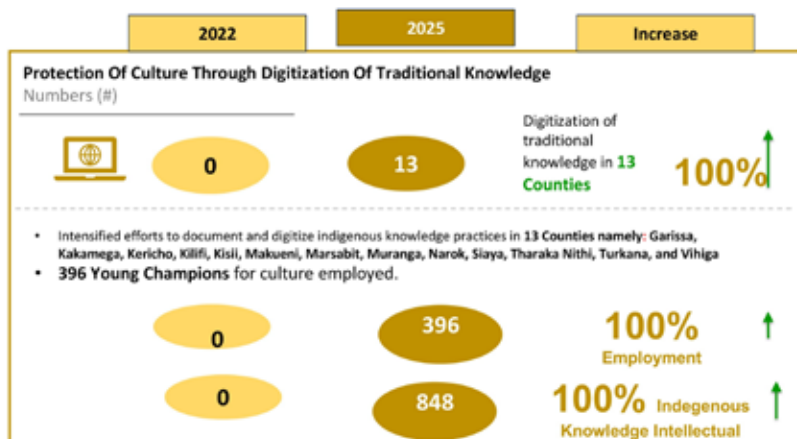 2022 2025 Increase
Protection Of Culture Through Digitization Of Traditional Knowledge
Numbers (#)
0 13
Digitization of
traditional
knowledge in 13
Counties
100%
• Intensified efforts to document and digitize indigenous knowledge practices in 13 Counties namely: Garissa,
Kakamega, Kericho, Kilifi, Kisii, Makueni, Marsabit, Muranga, Narok, Siaya, Tharaka Nithi, Turkana, and Vihiga
• 396 Young Champions for culture employed.
0 396 100%
Employment
0 848 100% Indegenous
Knowledge Intellectual